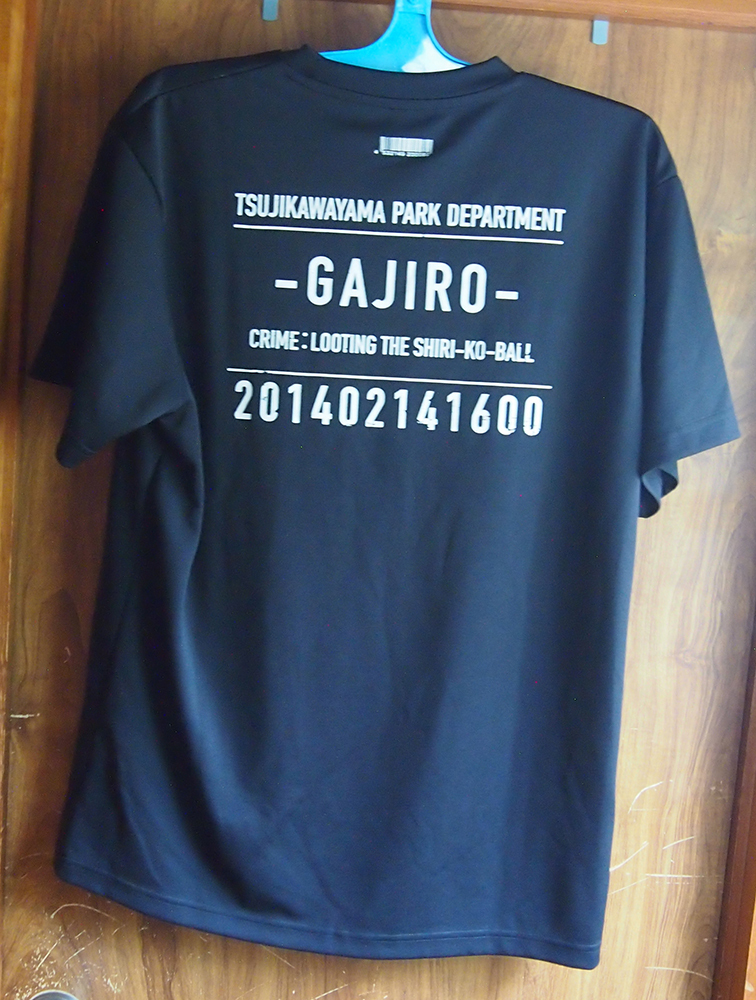 TSUJIKAWAYAMA PARK DEPARTMENT
-GAJIRO-
CRIME:LOOTING THE SHIRI-KO-BALL
201402141600